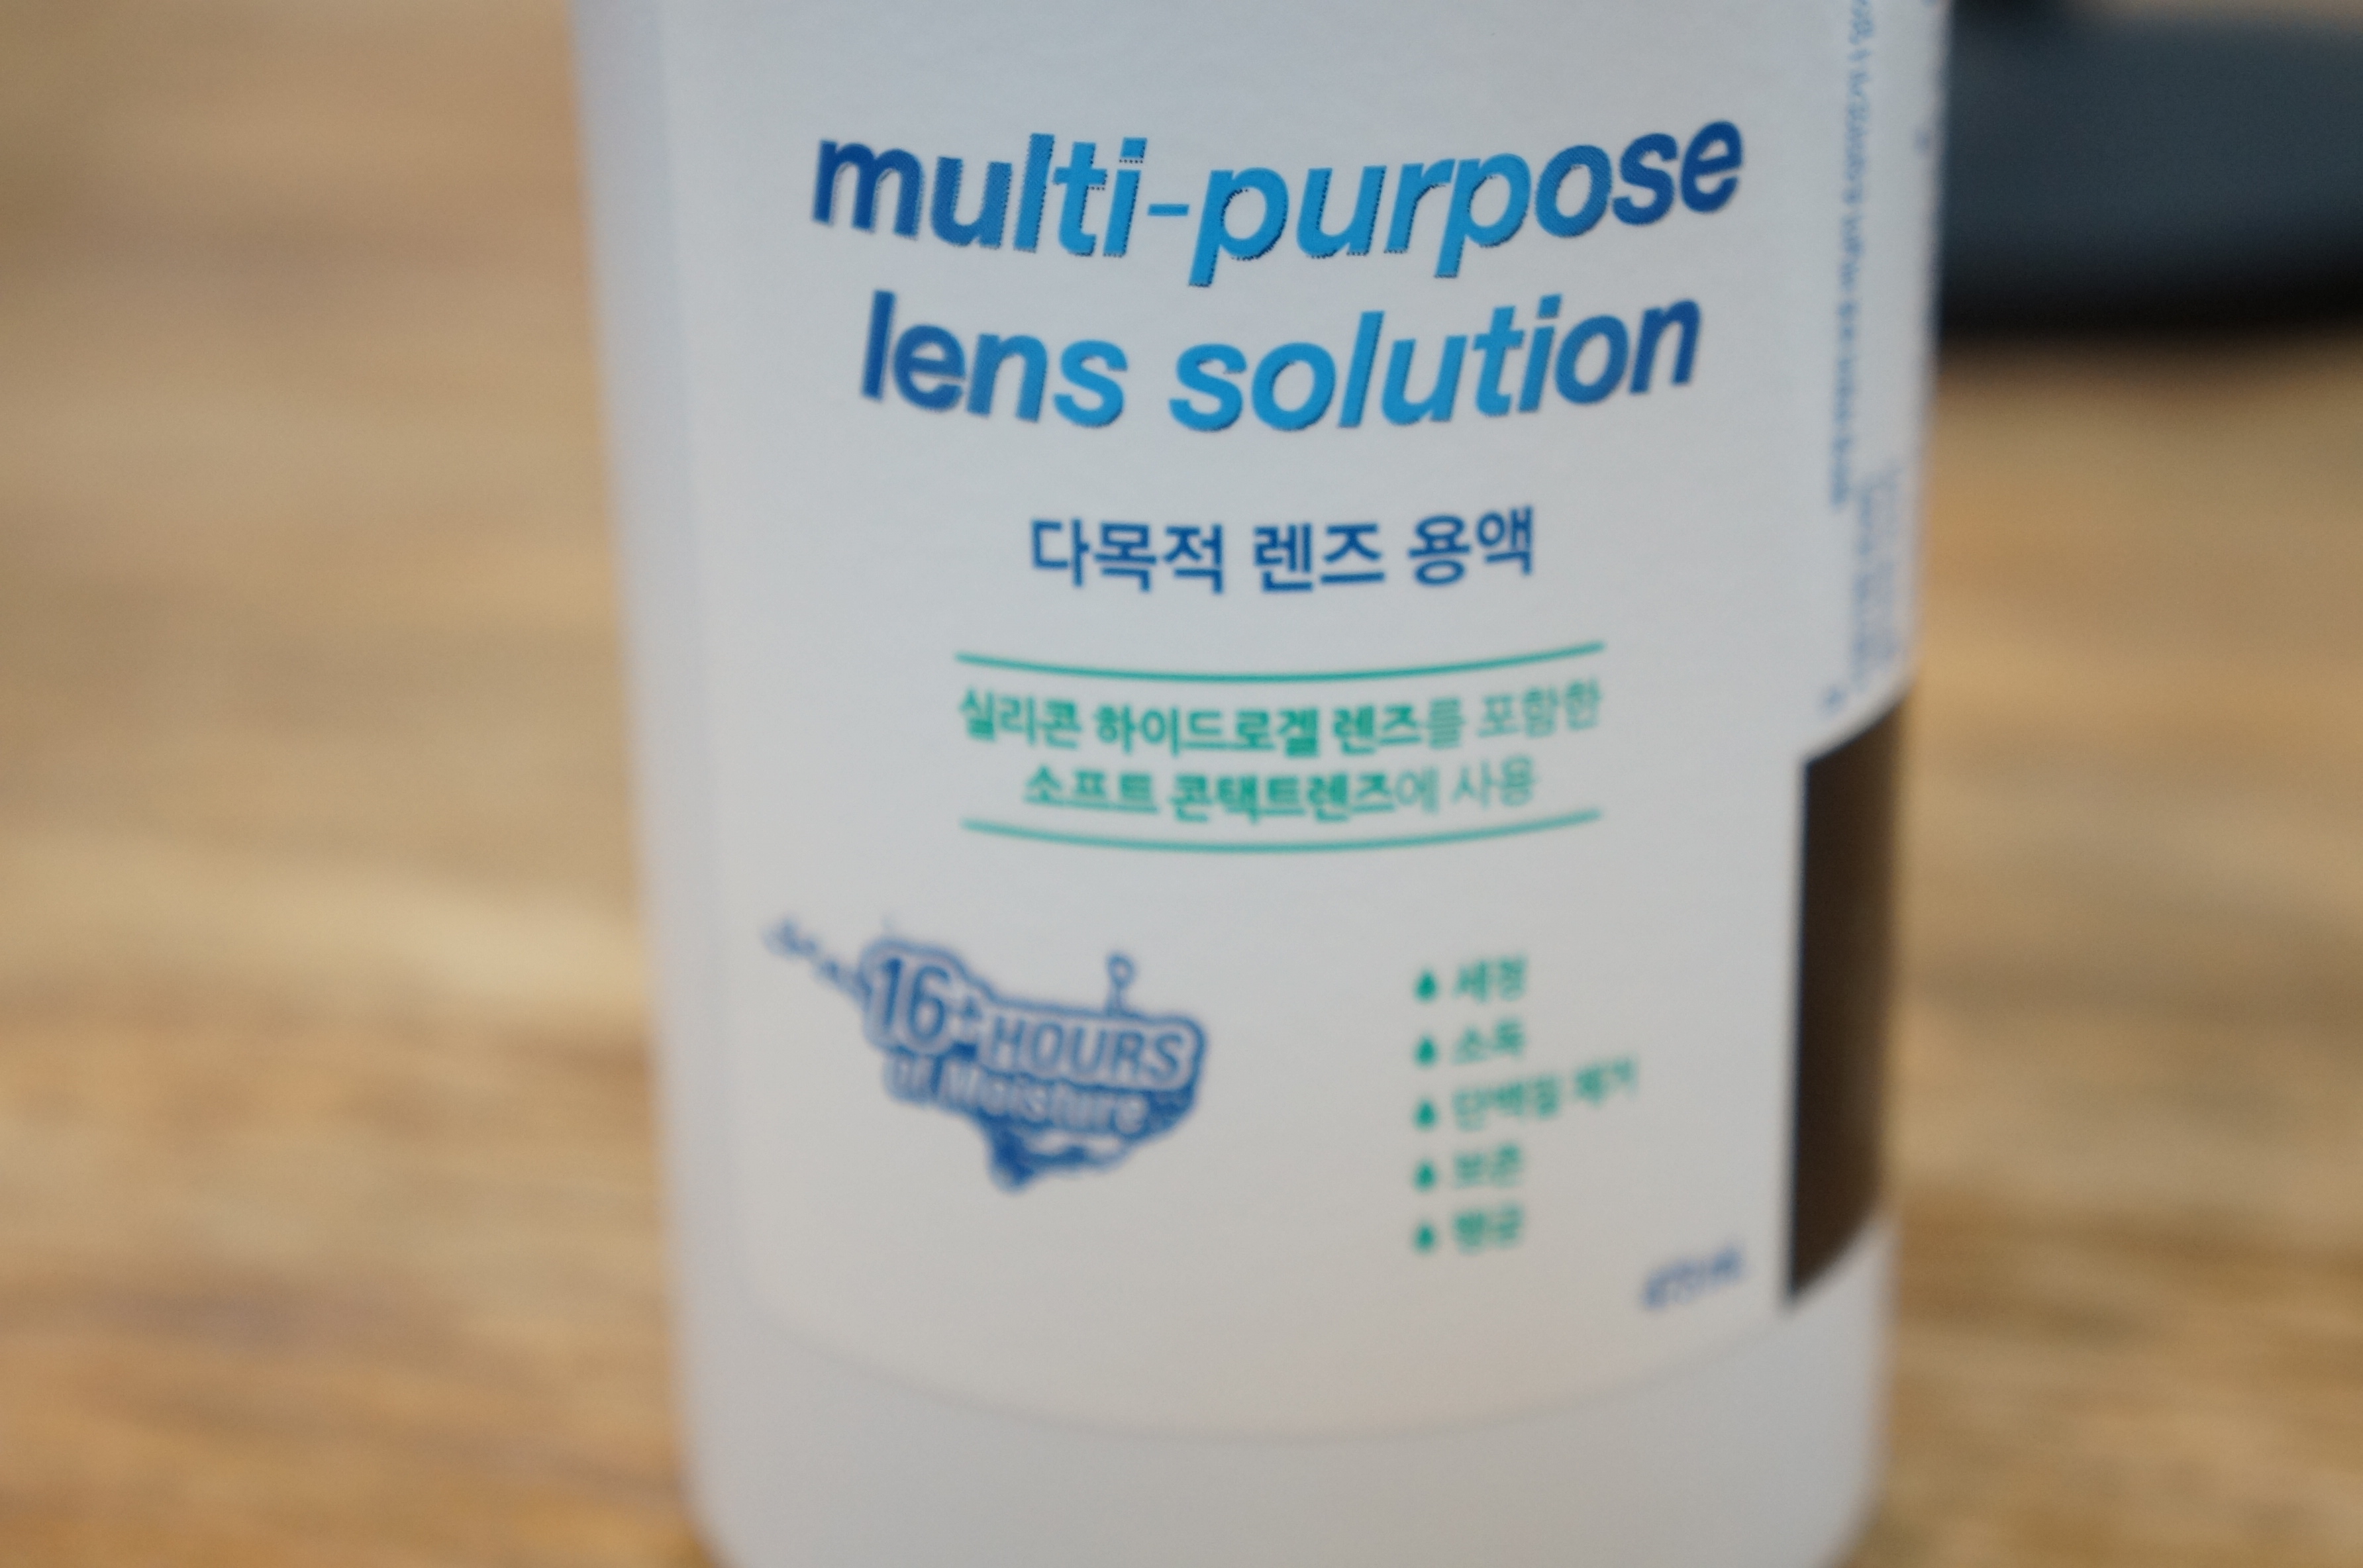 multi-purpose
lens solution
다목적 렌즈 용액
실리콘 하이드로겔 렌즈를 포함한
소프트 콘택트렌즈에 사용
16+ HOURS
of Moisture
세정
소독
단백질 제거
보존
헹굼